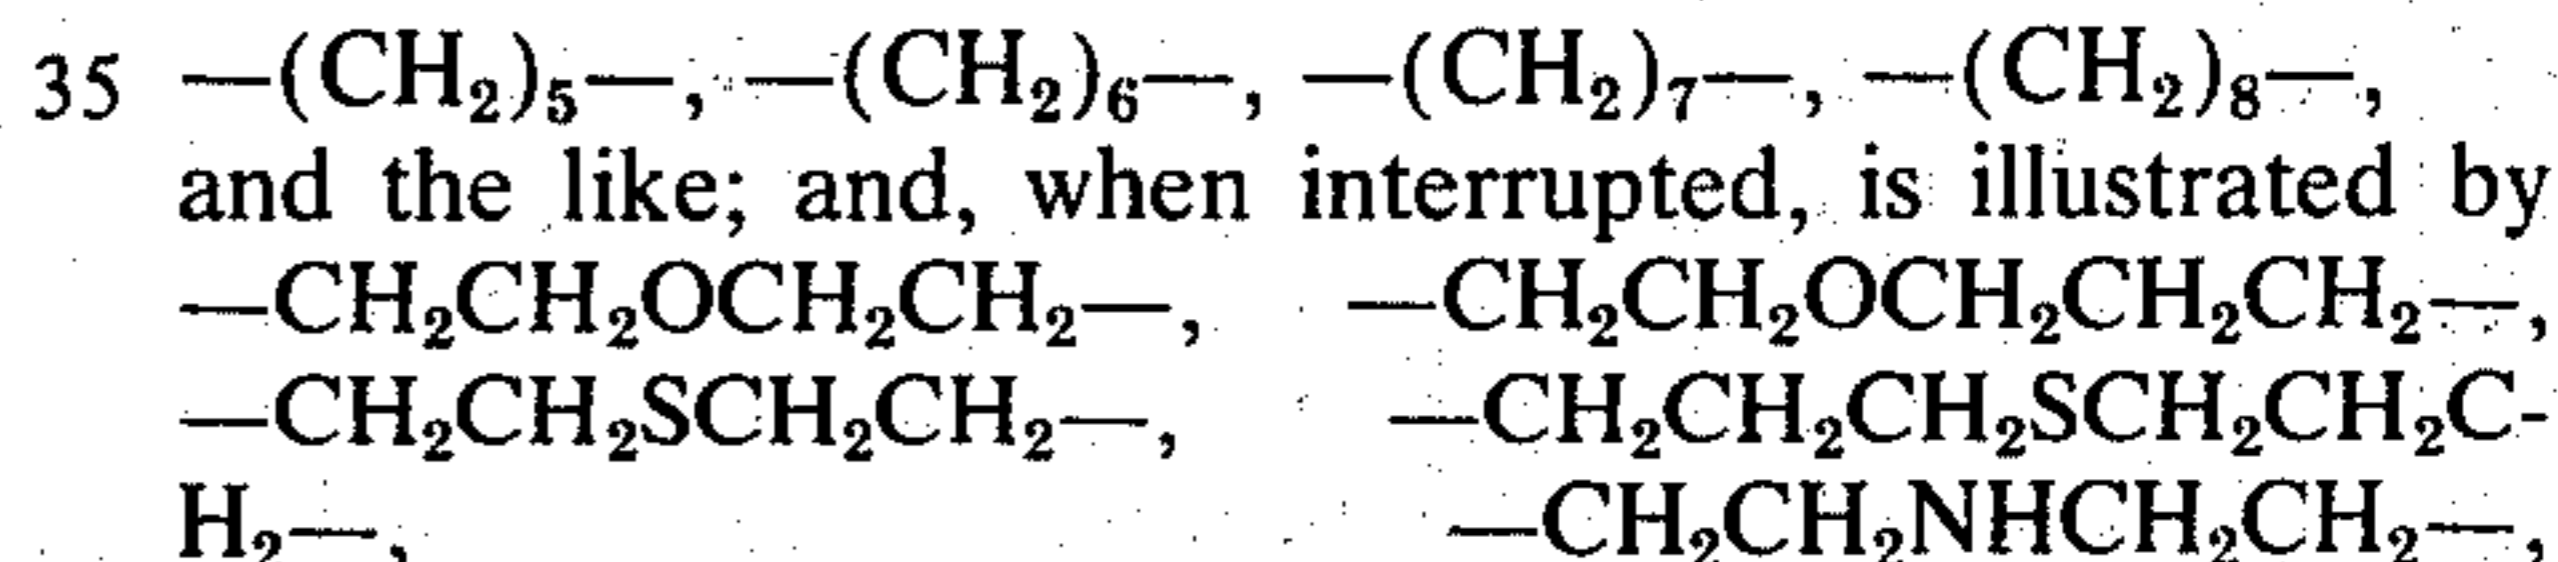 35 —(CH₂)₅—, —(CH₂)₆—, —(CH₂)₇—, —(CH₂)₈—,
and the like; and, when interrupted, is illustrated by
—CH₂CH₂OCH₂CH₂—, —CH₂CH₂OCH₂CH₂CH₂—,
—CH₂CH₂SCH₂CH₂—, —CH₂CH₂CH₂SCH₂CH₂C-
H₂—, —CH₂CH₂NHCH₂CH₂—,